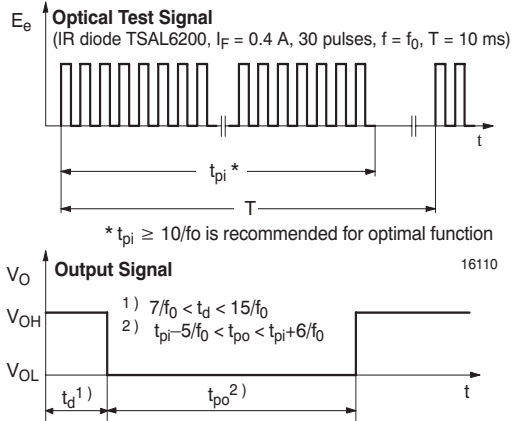 E_e Optical Test Signal
(IR diode TSAL6200, I_F = 0.4 A, 30 pulses, f = f_0, T = 10 ms)
t
t_pi *
T
* t_pi ≥ 10/fo is recommended for optimal function
V_O Output Signal 16110
V_OH
1 ) 7/f_0 < t_d < 15/f_0
2 ) t_pi–5/f_0 < t_po < t_pi+6/f_0
V_OL
t_d 1 ) t_po 2 ) t